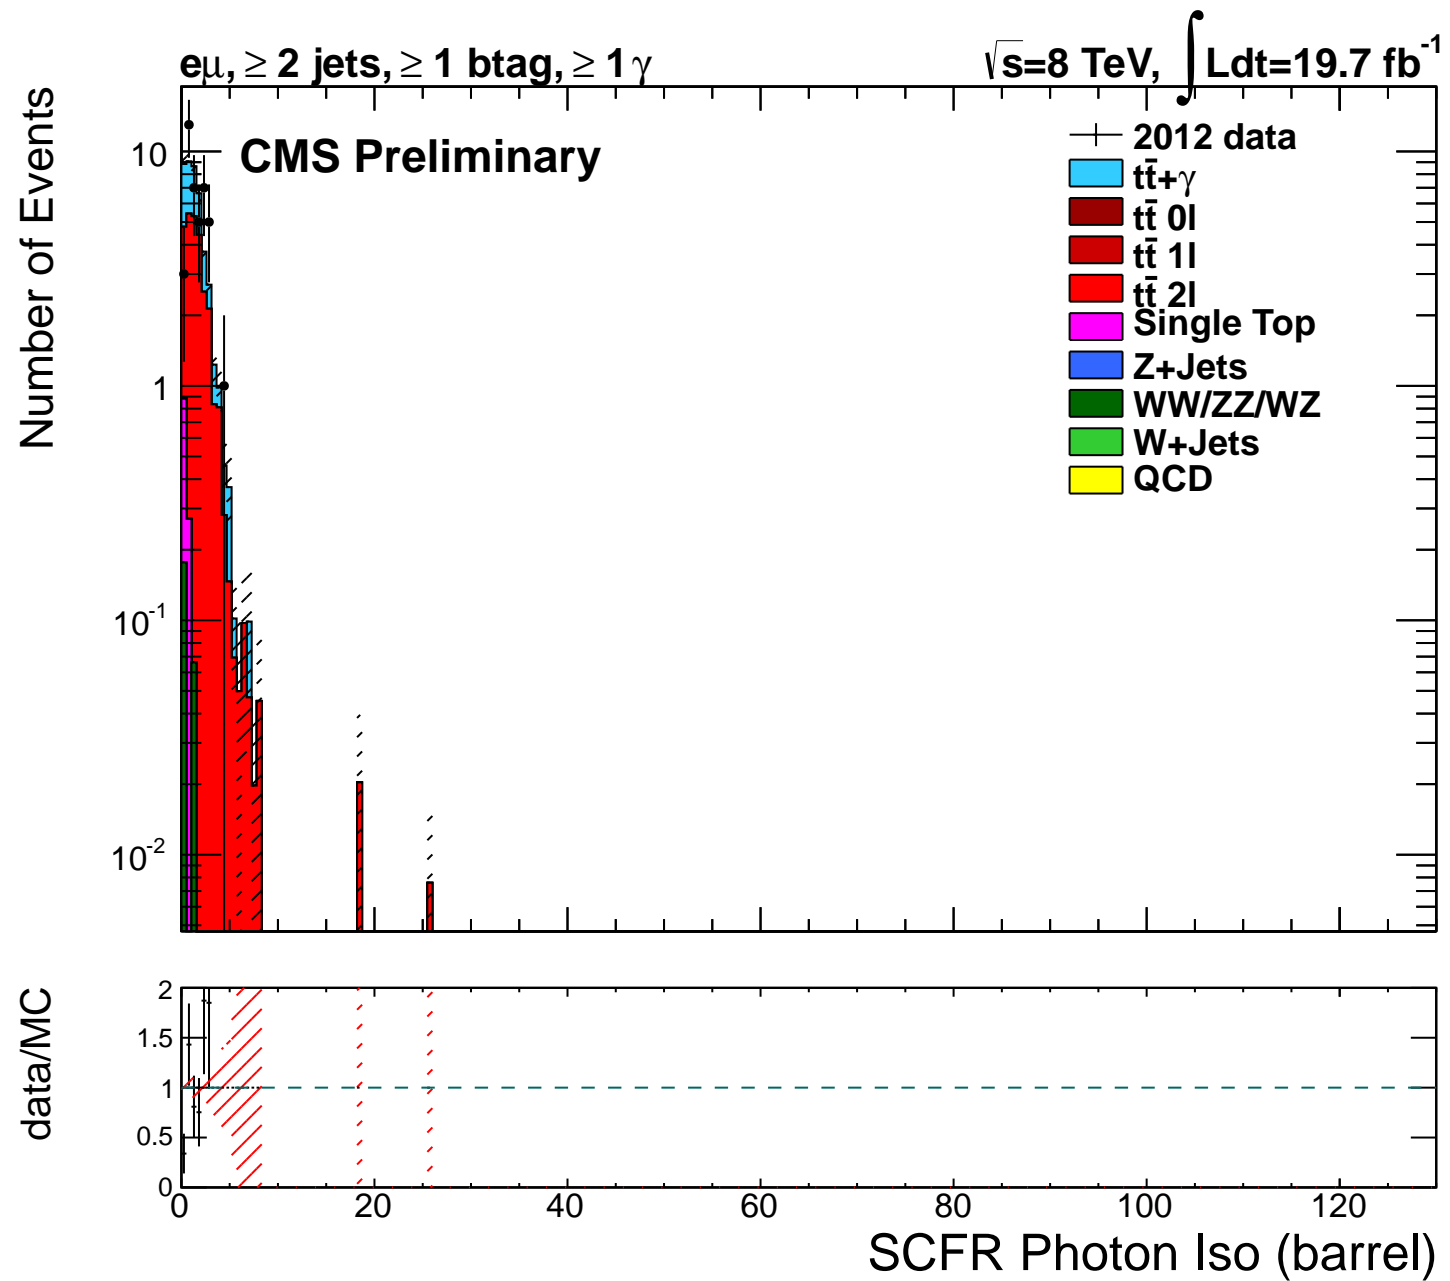 eμ, ≥ 2 jets, ≥ 1 btag, ≥ 1 γ
√s=8 TeV, ∫Ldt=19.7 fb⁻¹
CMS Preliminary
2012 data
tt̄+γ
tt̄ 0l
tt̄ 1l
tt̄ 2l
Single Top
Z+Jets
WW/ZZ/WZ
W+Jets
QCD
Number of Events
10
1
10⁻¹
10⁻²
data/MC
2
1.5
1
0.5
0
0 20 40 60 80 100 120
SCFR Photon Iso (barrel)